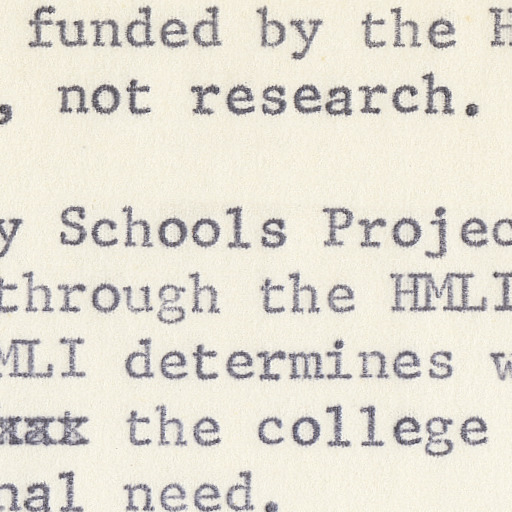 funded by the H
, not research.
y Schools Projec
through the HMLI
MLI determines w
the college
nal need.